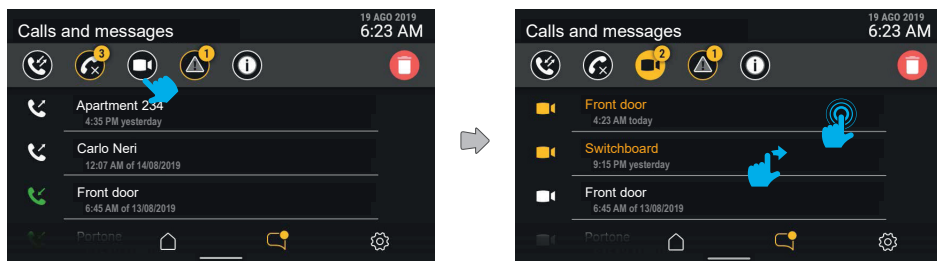 19 AGO 2019
Calls and messages
6:23 AM
3
1
Apartment 234
4:35 PM yesterday
Carlo Neri
12:07 AM of 14/08/2019
Front door
6:45 AM of 13/08/2019
Portone
19 AGO 2019
Calls and messages
6:23 AM
2
1
Front door
4:23 AM today
Switchboard
9:15 PM yesterday
Front door
6:45 AM of 13/08/2019
Portone